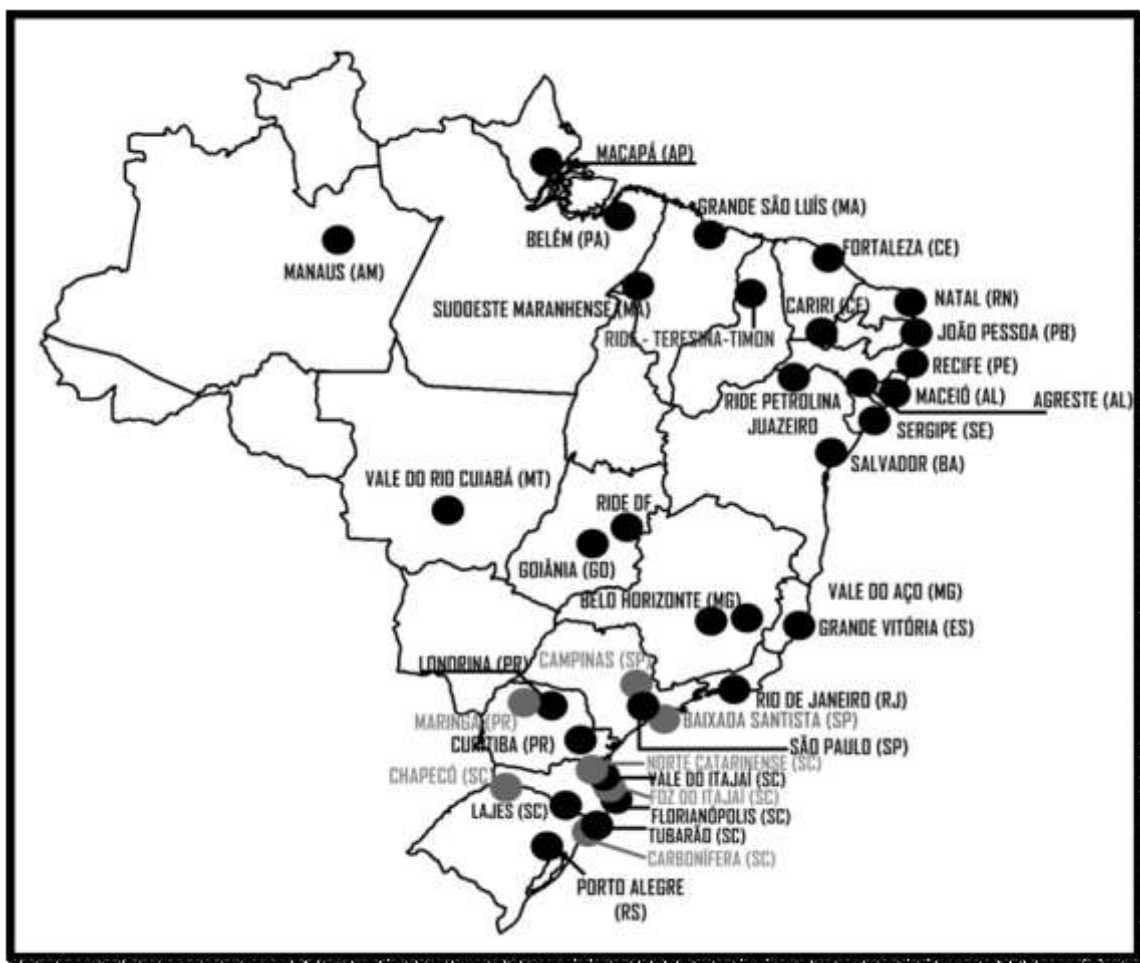 MACAPÁ (AP)
GRANDE SÃO LUÍS (MA)
BELÉM (PA)
FORTALEZA (CE)
MANAUS (AM)
SUDOESTE MARANHENSE (MA)
CARIRI (CE)
NATAL (RN)
RIDE - TERESINA-TIMON
JOÃO PESSOA (PB)
RECIFE (PE)
RIDE PETROLINA
JUAZEIRO
MACEIÓ (AL)
AGRESTE (AL)
SERGIPE (SE)
SALVADOR (BA)
VALE DO RIO CUIABÁ (MT)
RIDE DF
GOIÂNIA (GO)
BELO HORIZONTE (MG)
VALE DO AÇO (MG)
GRANDE VITÓRIA (ES)
LONDRINA (PR)
CAMPINAS (SP)
RIO DE JANEIRO (RJ)
MARINGA (PR)
BAIXADA SANTISTA (SP)
CURITIBA (PR)
SÃO PAULO (SP)
NORTE CATARINENSE (SC)
CHAPECÓ (SC)
VALE DO ITAJAÍ (SC)
FOZ DO ITAJAÍ (SC)
LAJES (SC)
FLORIANÓPOLIS (SC)
TUBARÃO (SC)
CARBONÍFERA (SC)
PORTO ALEGRE
(RS)